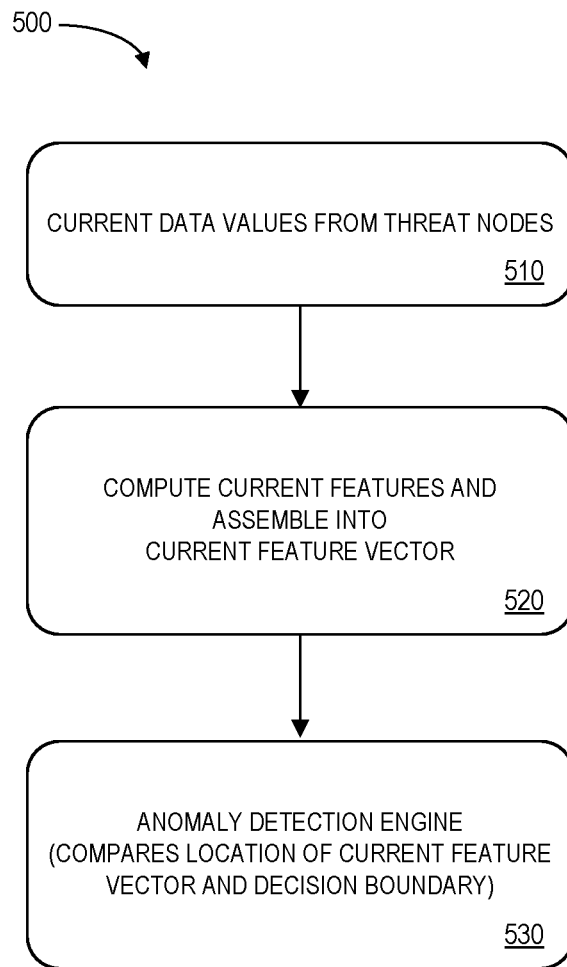 500
CURRENT DATA VALUES FROM THREAT NODES
510
COMPUTE CURRENT FEATURES AND
ASSEMBLE INTO
CURRENT FEATURE VECTOR
520
ANOMALY DETECTION ENGINE
(COMPARES LOCATION OF CURRENT FEATURE
VECTOR AND DECISION BOUNDARY)
530